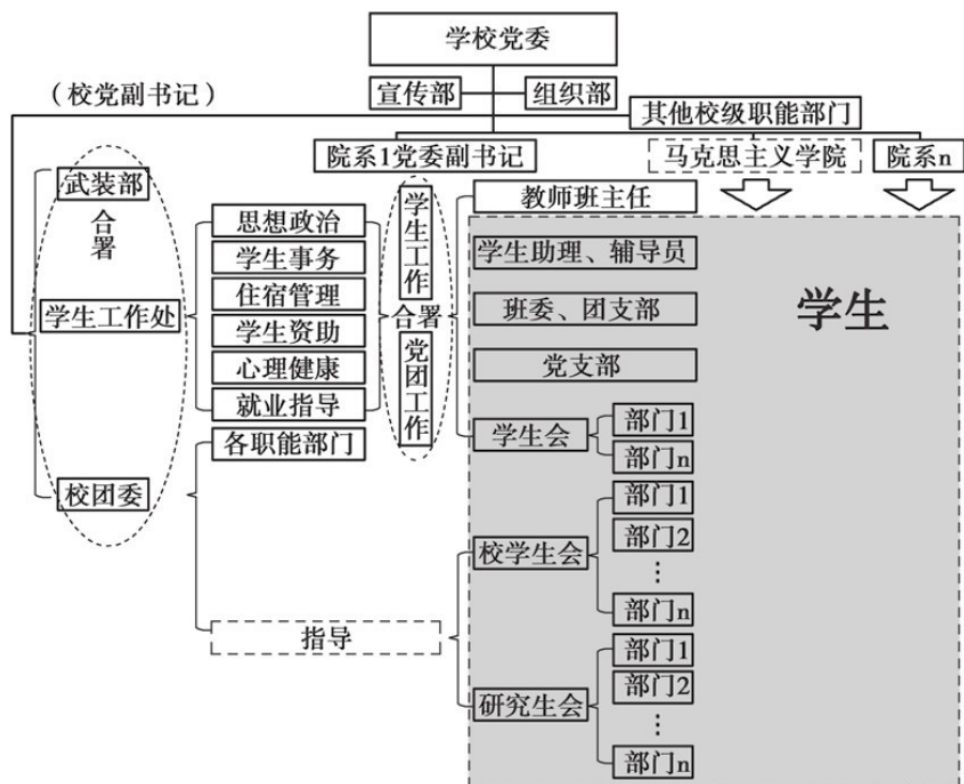 学校党委
宣传部
组织部
（校党副书记）
其他校级职能部门
院系1党委副书记
马克思主义学院
院系n
武装部
合署
学生工作处
校团委
思想政治
学生事务
住宿管理
学生资助
心理健康
就业指导
各职能部门
指导
学生工作
合署
党团工作
教师班主任
学生助理、辅导员
班委、团支部
党支部
学生会
部门1
部门n
校学生会
部门1
部门2
⋮
部门n
研究生会
部门1
部门2
⋮
部门n
学生